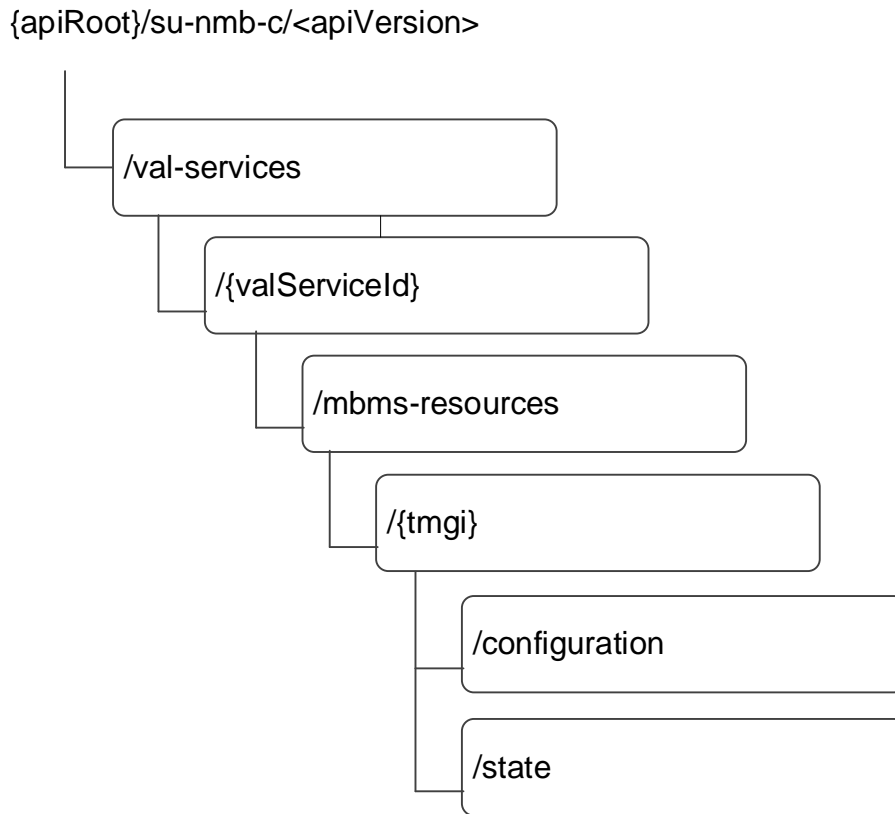 {apiRoot}/su-nmb-c/<apiVersion>
/val-services
/{valServiceId}
/mbms-resources
/{tmgi}
/configuration
/state